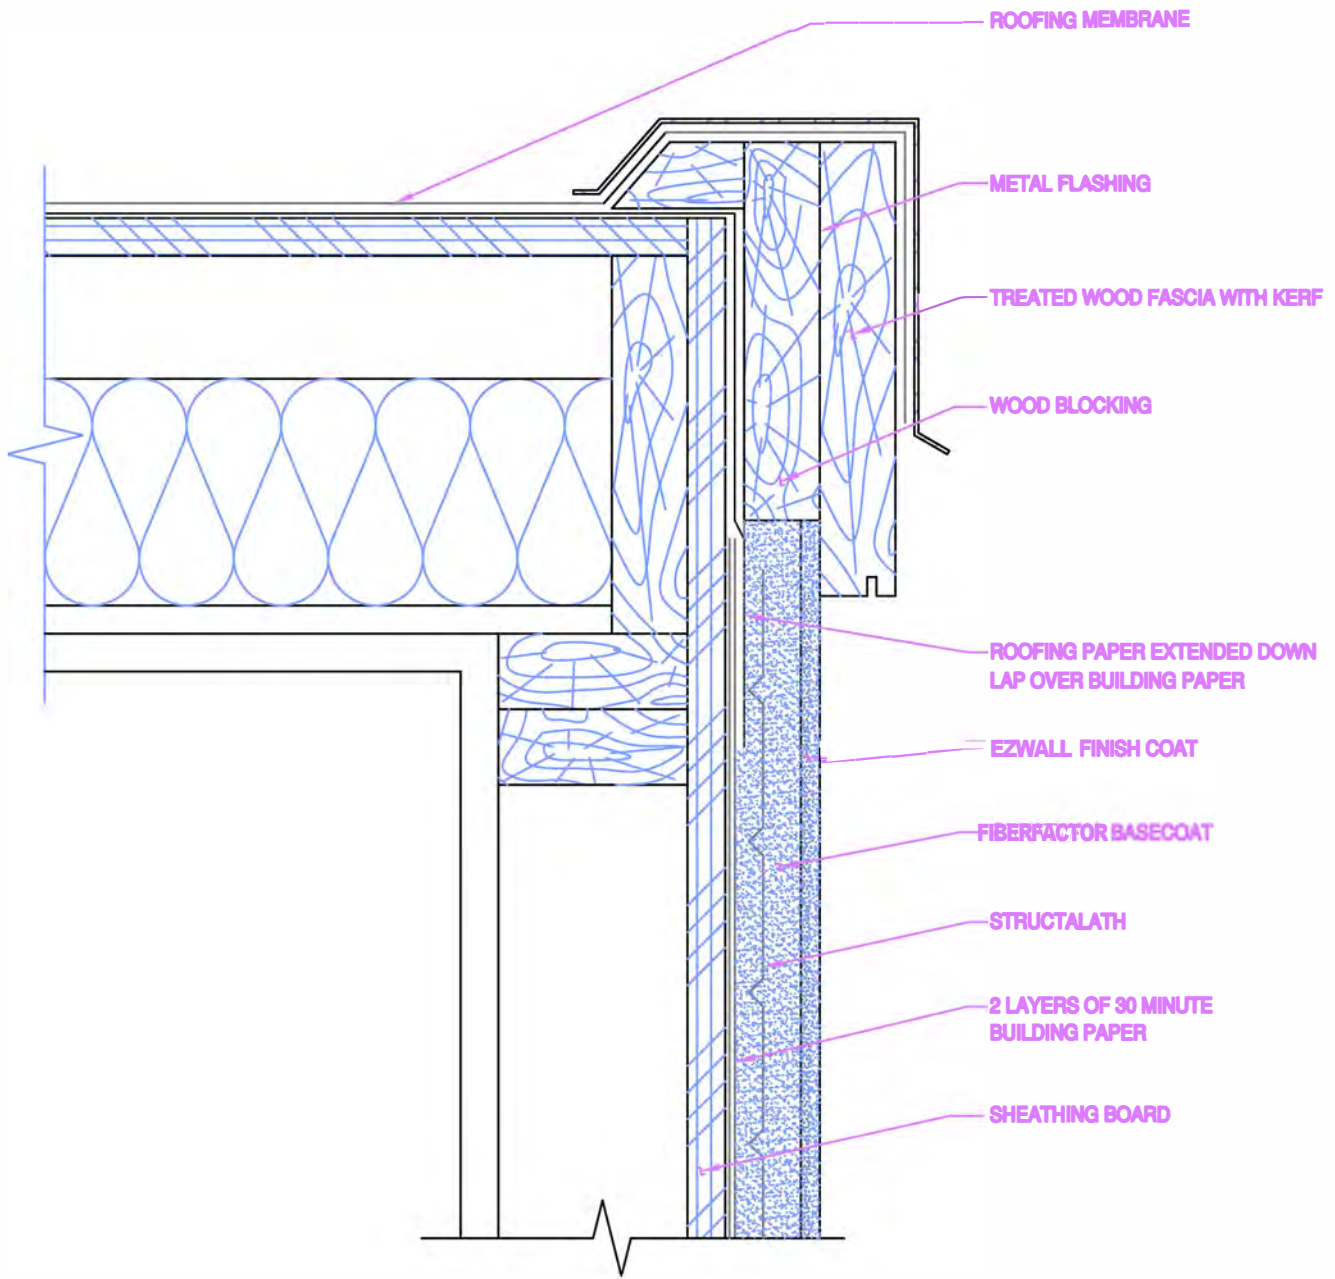 ROOFING MEMBRANE
METAL FLASHING
TREATED WOOD FASCIA WITH KERF
WOOD BLOCKING
ROOFING PAPER EXTENDED DOWN
LAP OVER BUILDING PAPER
EZWALL FINISH COAT
FIBERFACTOR BASECOAT
STRUCTALATH
2 LAYERS OF 30 MINUTE
BUILDING PAPER
SHEATHING BOARD